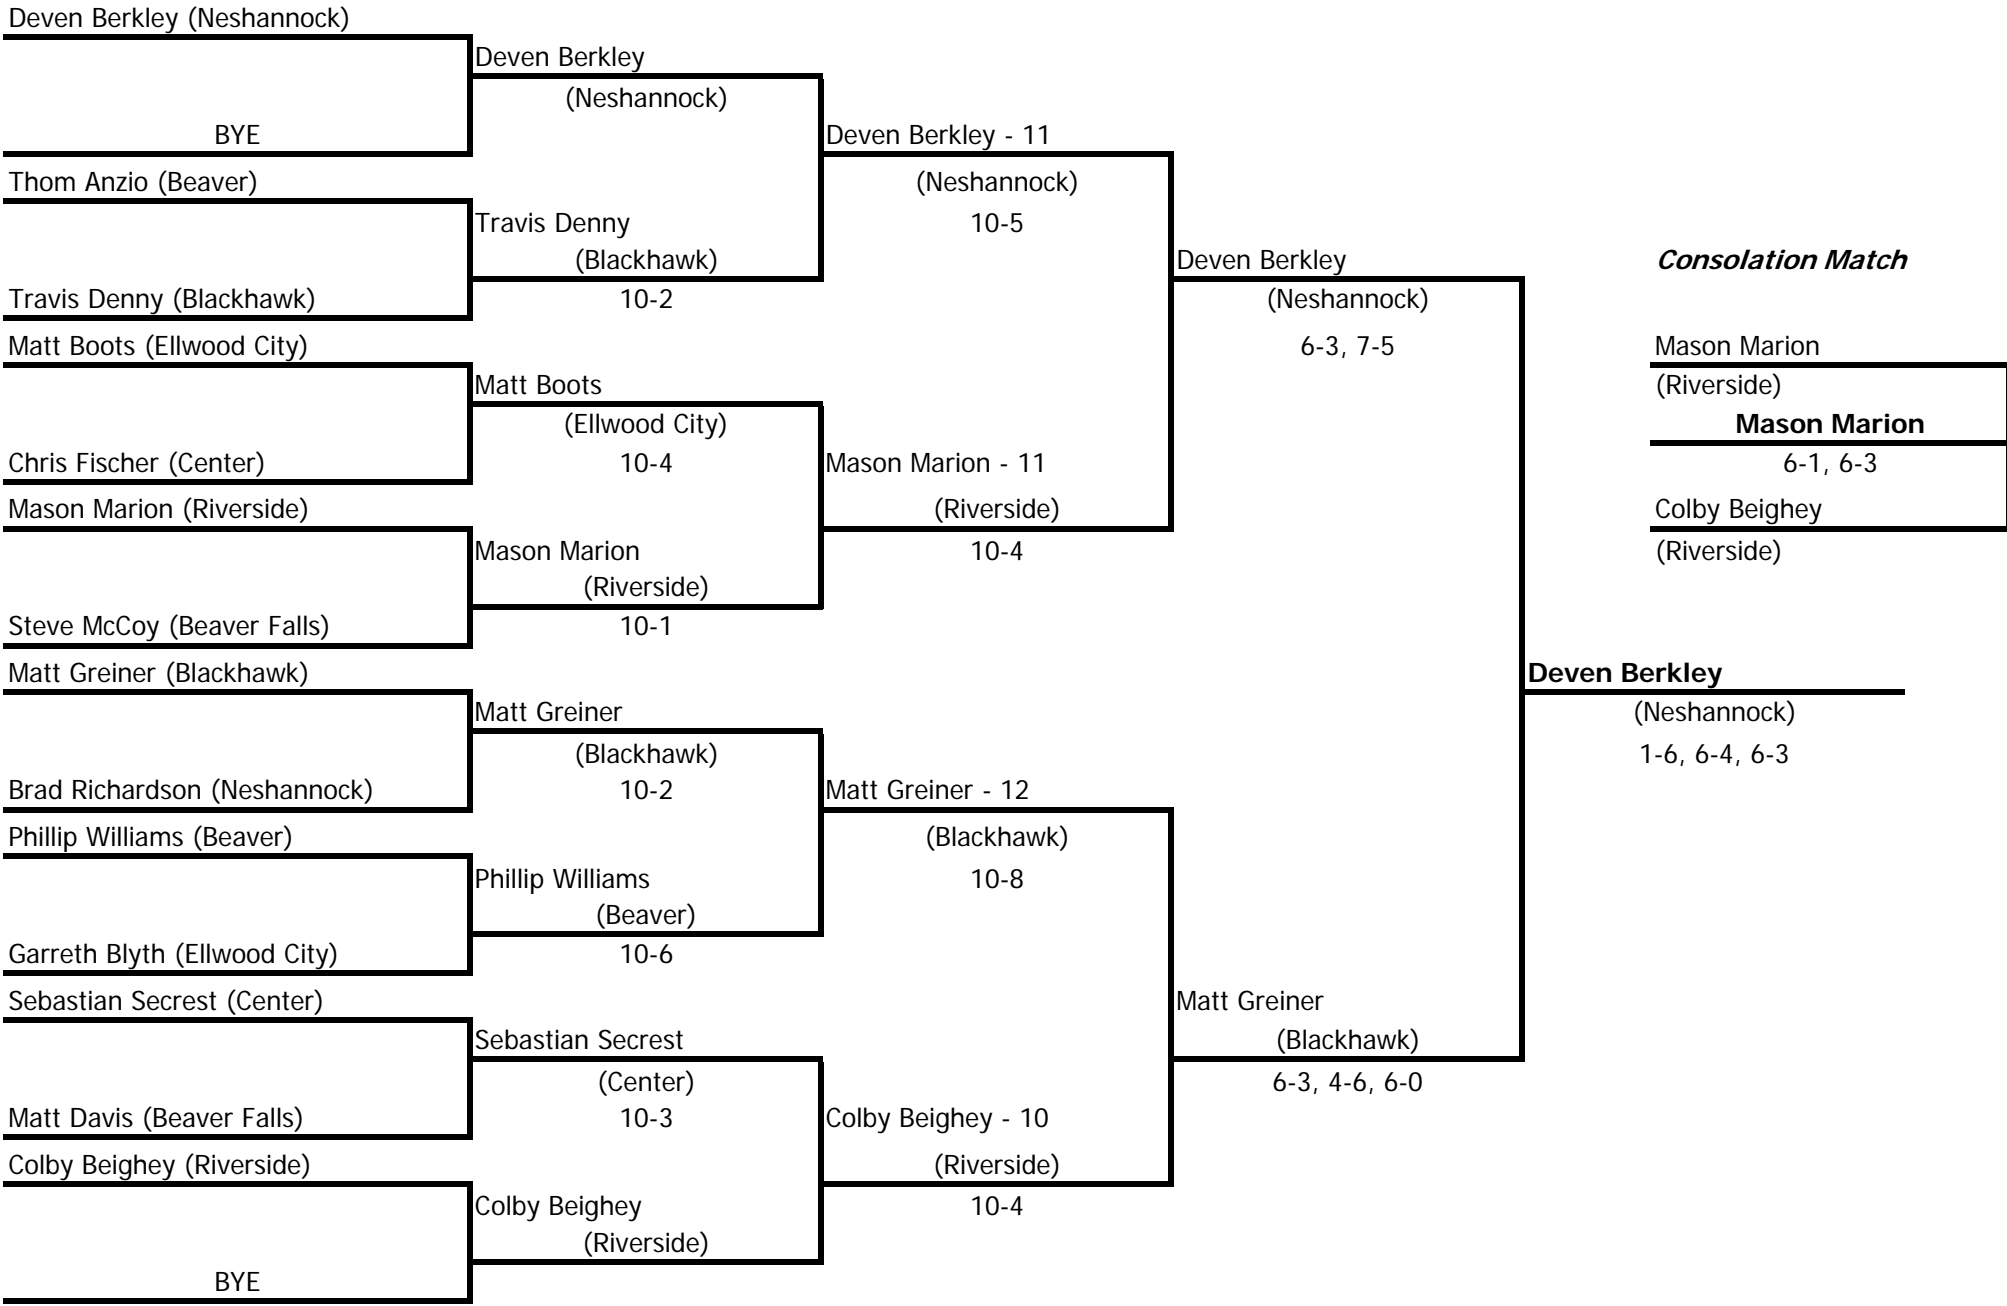 Deven Berkley (Neshannock)
BYE
Thom Anzio (Beaver)
Travis Denny (Blackhawk)
Matt Boots (Ellwood City)
Chris Fischer (Center)
Mason Marion (Riverside)
Steve McCoy (Beaver Falls)
Matt Greiner (Blackhawk)
Brad Richardson (Neshannock)
Phillip Williams (Beaver)
Garreth Blyth (Ellwood City)
Sebastian Secrest (Center)
Matt Davis (Beaver Falls)
Colby Beighey (Riverside)
BYE
Deven Berkley
(Neshannock)
Travis Denny
(Blackhawk)
10-2
Matt Boots
(Ellwood City)
10-4
Mason Marion
(Riverside)
10-1
Matt Greiner
(Blackhawk)
10-2
Phillip Williams
(Beaver)
10-6
Sebastian Secrest
(Center)
10-3
Colby Beighey
(Riverside)
Deven Berkley - 11
(Neshannock)
10-5
Mason Marion - 11
(Riverside)
10-4
Matt Greiner - 12
(Blackhawk)
10-8
Colby Beighey - 10
(Riverside)
10-4
Deven Berkley
(Neshannock)
6-3, 7-5
Matt Greiner
(Blackhawk)
6-3, 4-6, 6-0
Deven Berkley
(Neshannock)
1-6, 6-4, 6-3
Consolation Match
Mason Marion
(Riverside)
Mason Marion
6-1, 6-3
Colby Beighey
(Riverside)